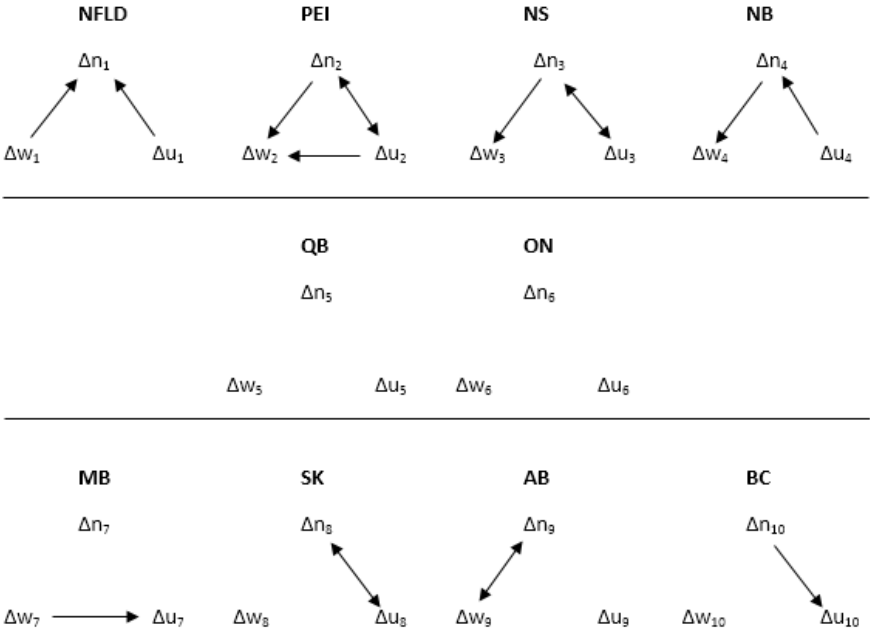 NFLD PEI NS NB
Δn₁ Δn₂ Δn₃ Δn₄
Δw₁ Δu₁ Δw₂ Δu₂ Δw₃ Δu₃ Δw₄ Δu₄
QB ON
Δn₅ Δn₆
Δw₅ Δu₅ Δw₆ Δu₆
MB SK AB BC
Δn₇ Δn₈ Δn₉ Δn₁₀
Δw₇ Δu₇ Δw₈ Δu₈ Δw₉ Δu₉ Δw₁₀ Δu₁₀